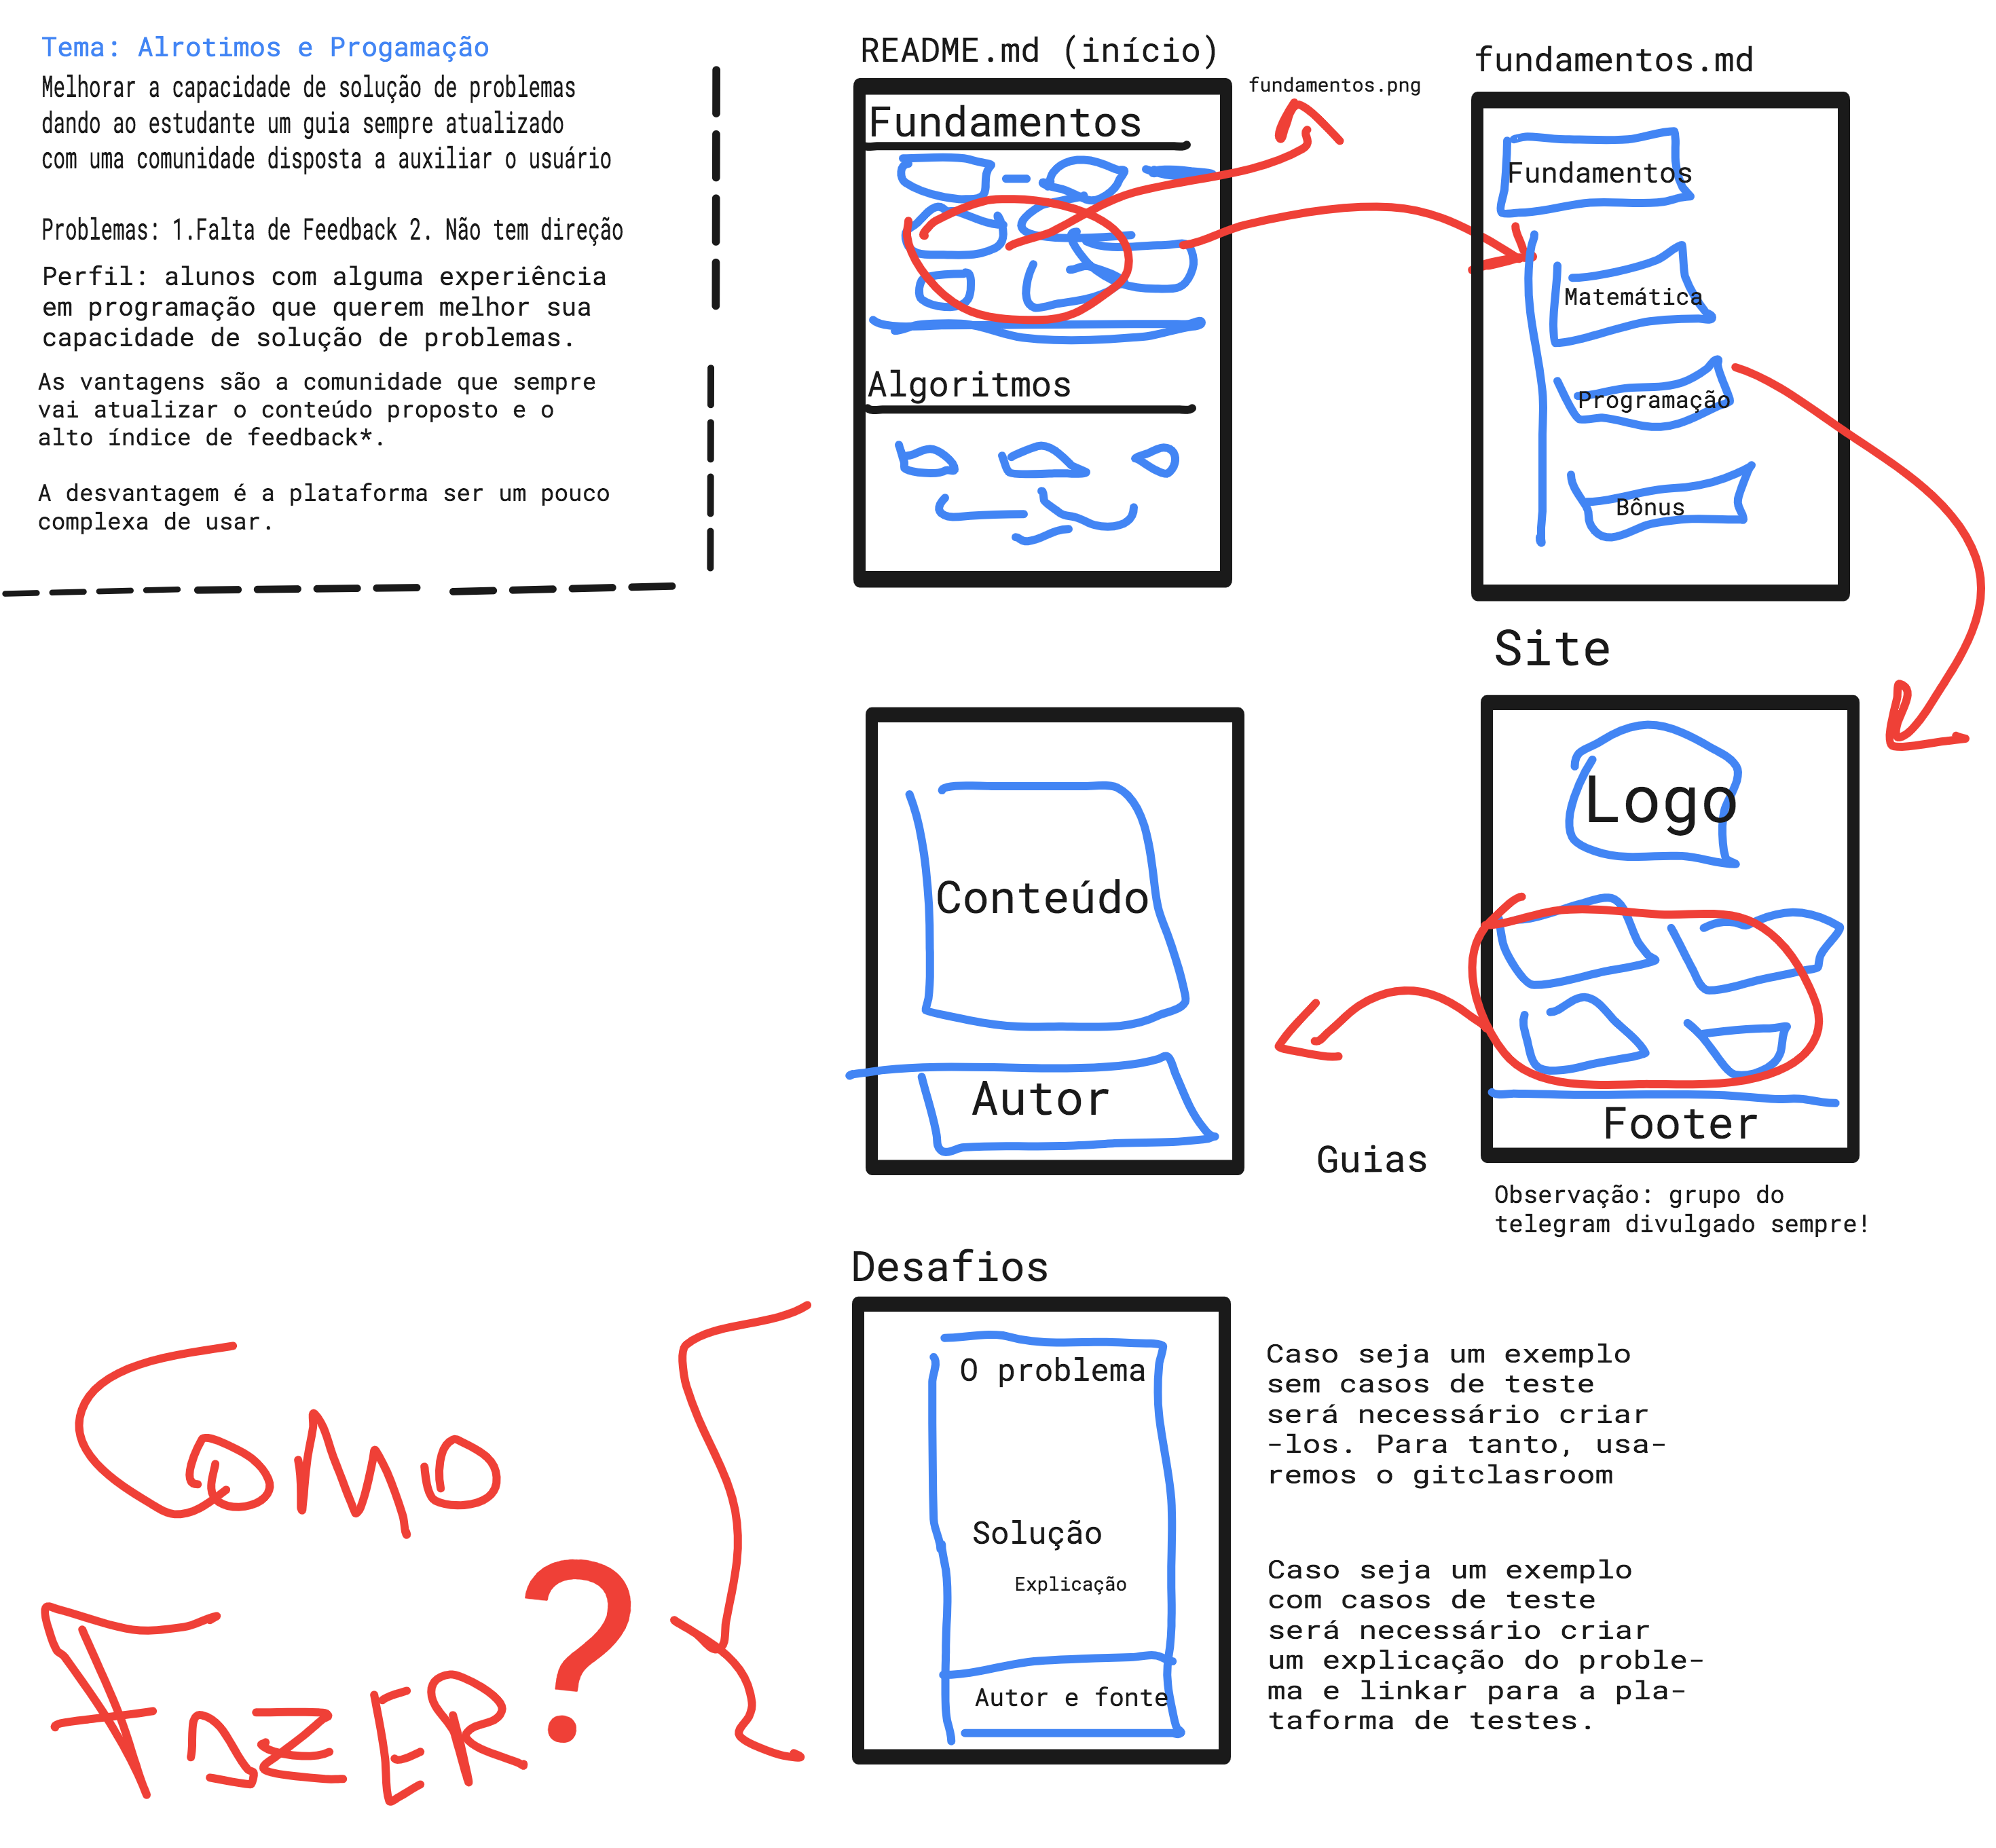 Tema: Alrotimos e Progamação
Melhorar a capacidade de solução de problemas
dando ao estudante um guia sempre atualizado
com uma comunidade disposta a auxiliar o usuário
Problemas: 1.Falta de Feedback 2. Não tem direção
Perfil: alunos com alguma experiência
em programação que querem melhor sua
capacidade de solução de problemas.
As vantagens são a comunidade que sempre
vai atualizar o conteúdo proposto e o
alto índice de feedback*.
A desvantagem é a plataforma ser um pouco
complexa de usar.
README.md (início)
fundamentos.png
Fundamentos
Algoritmos
fundamentos.md
Fundamentos
Matemática
Programação
Bônus
Site
Logo
Footer
Observação: grupo do
telegram divulgado sempre!
Guias
Conteúdo
Autor
Desafios
O problema
Solução
Explicação
Autor e fonte
Caso seja um exemplo
sem casos de teste
será necessário criar
-los. Para tanto, usa-
remos o gitclasroom
Caso seja um exemplo
com casos de teste
será necessário criar
um explicação do proble-
ma e linkar para a pla-
taforma de testes.
COMO
FAZER?